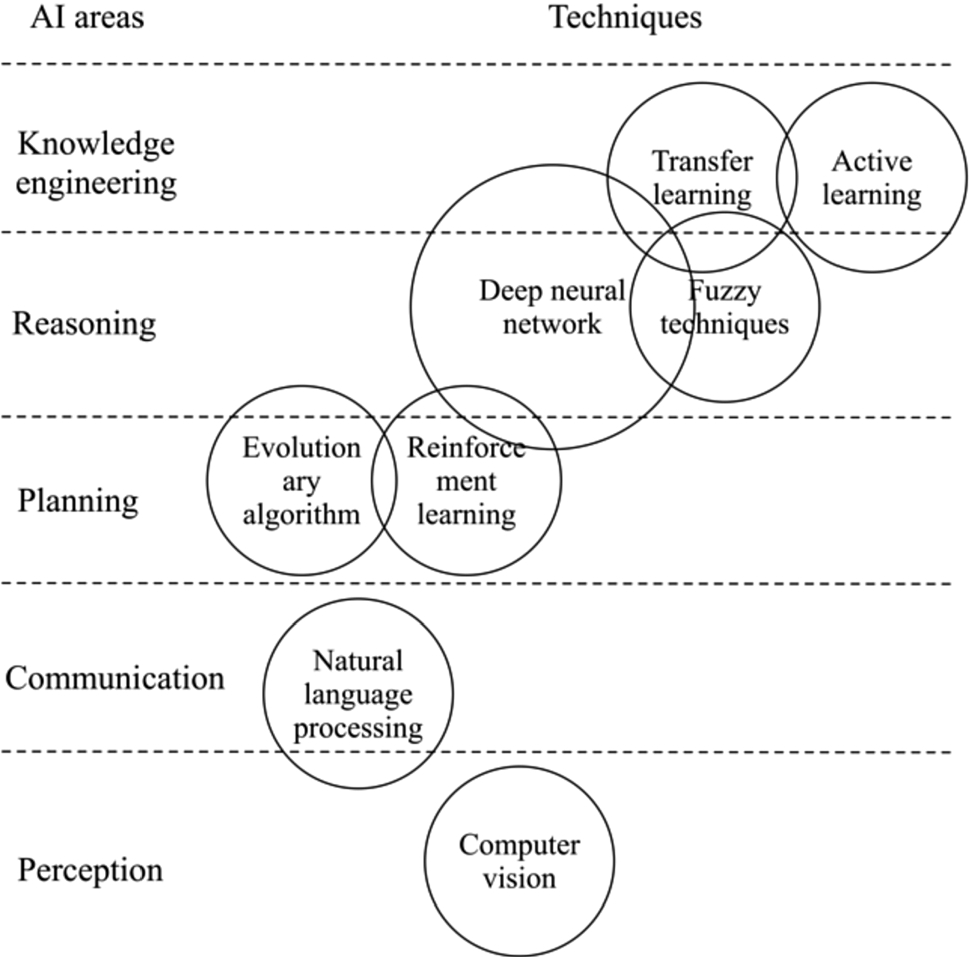 AI areas
Techniques
Knowledge
engineering
Transfer
learning
Active
learning
Reasoning
Deep neural
network
Fuzzy
techniques
Planning
Evolution
ary
algorithm
Reinforce
ment
learning
Communication
Natural
language
processing
Perception
Computer
vision